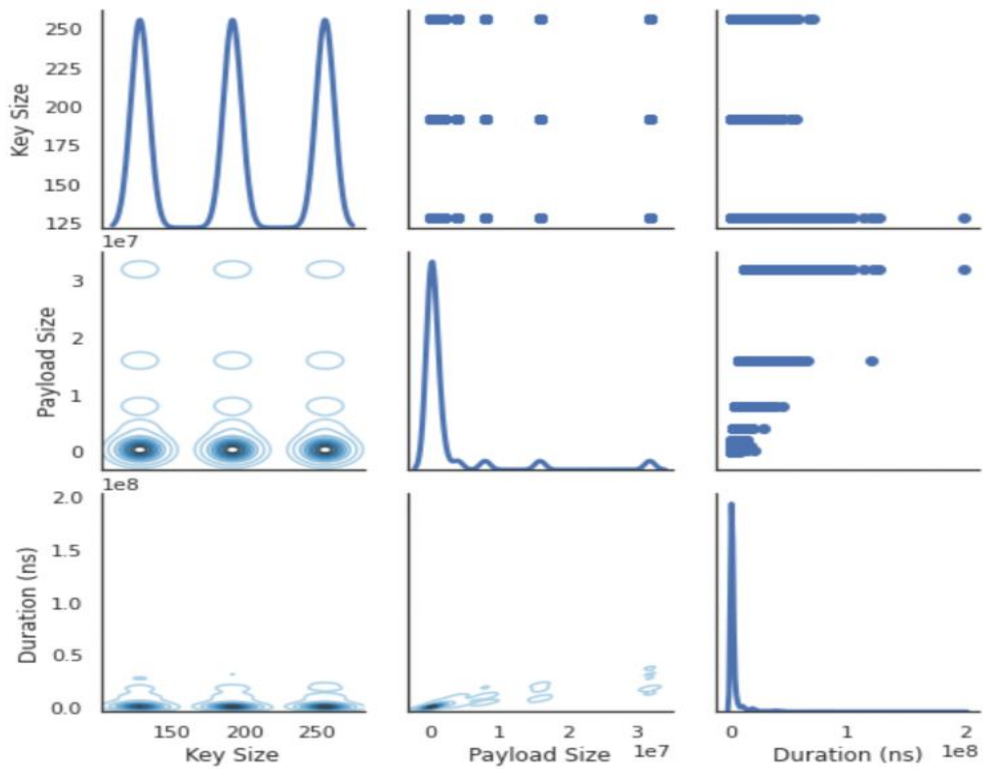 Key Size
250
225
200
175
150
125
1e7
Payload Size
3
2
1
0
1e8
Duration (ns)
2.0
1.5
1.0
0.5
0.0
150 200 250
Key Size
0 1 2 3
1e7
Payload Size
0 1 2
1e8
Duration (ns)